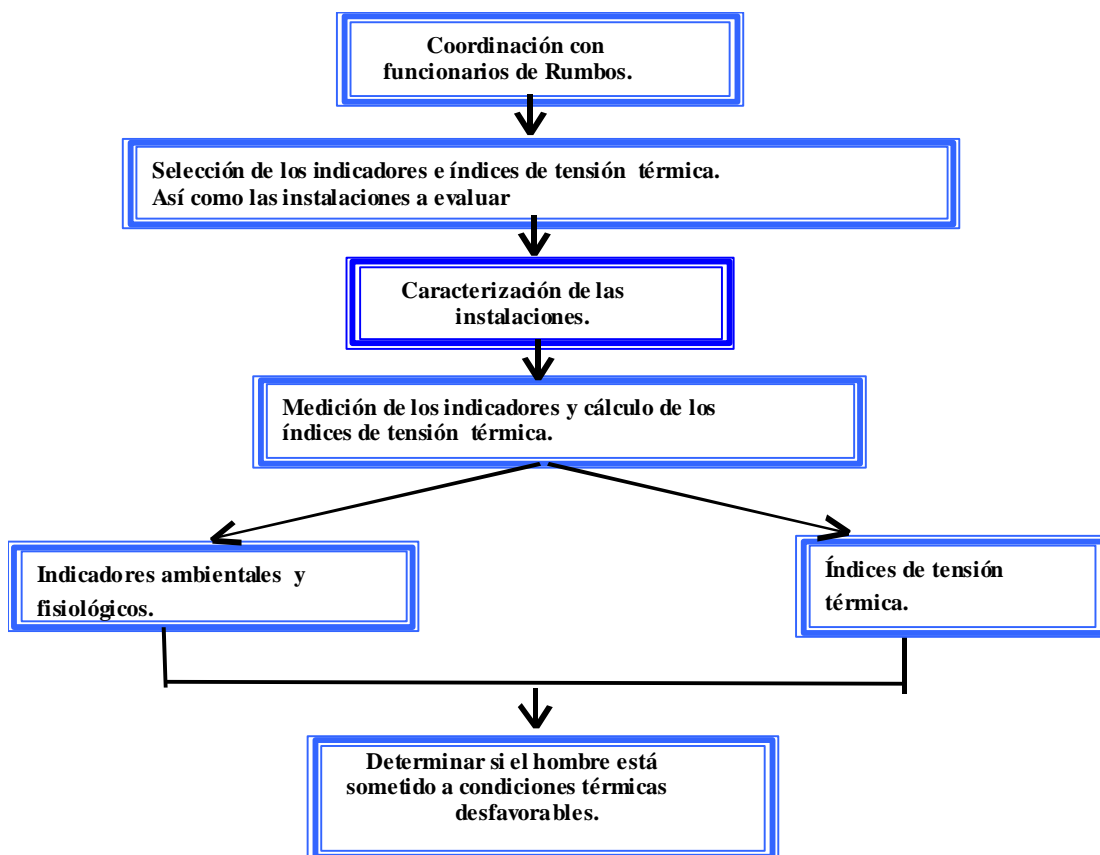 Coordinación con
funcionarios de Rumbos.
Selección de los indicadores e índices de tensión térmica.
Así como las instalaciones a evaluar
Caracterización de las
instalaciones.
Medición de los indicadores y cálculo de los
índices de tensión térmica.
Indicadores ambientales y
fisiológicos.
Índices de tensión
térmica.
Determinar si el hombre está
sometido a condiciones térmicas
desfavorables.